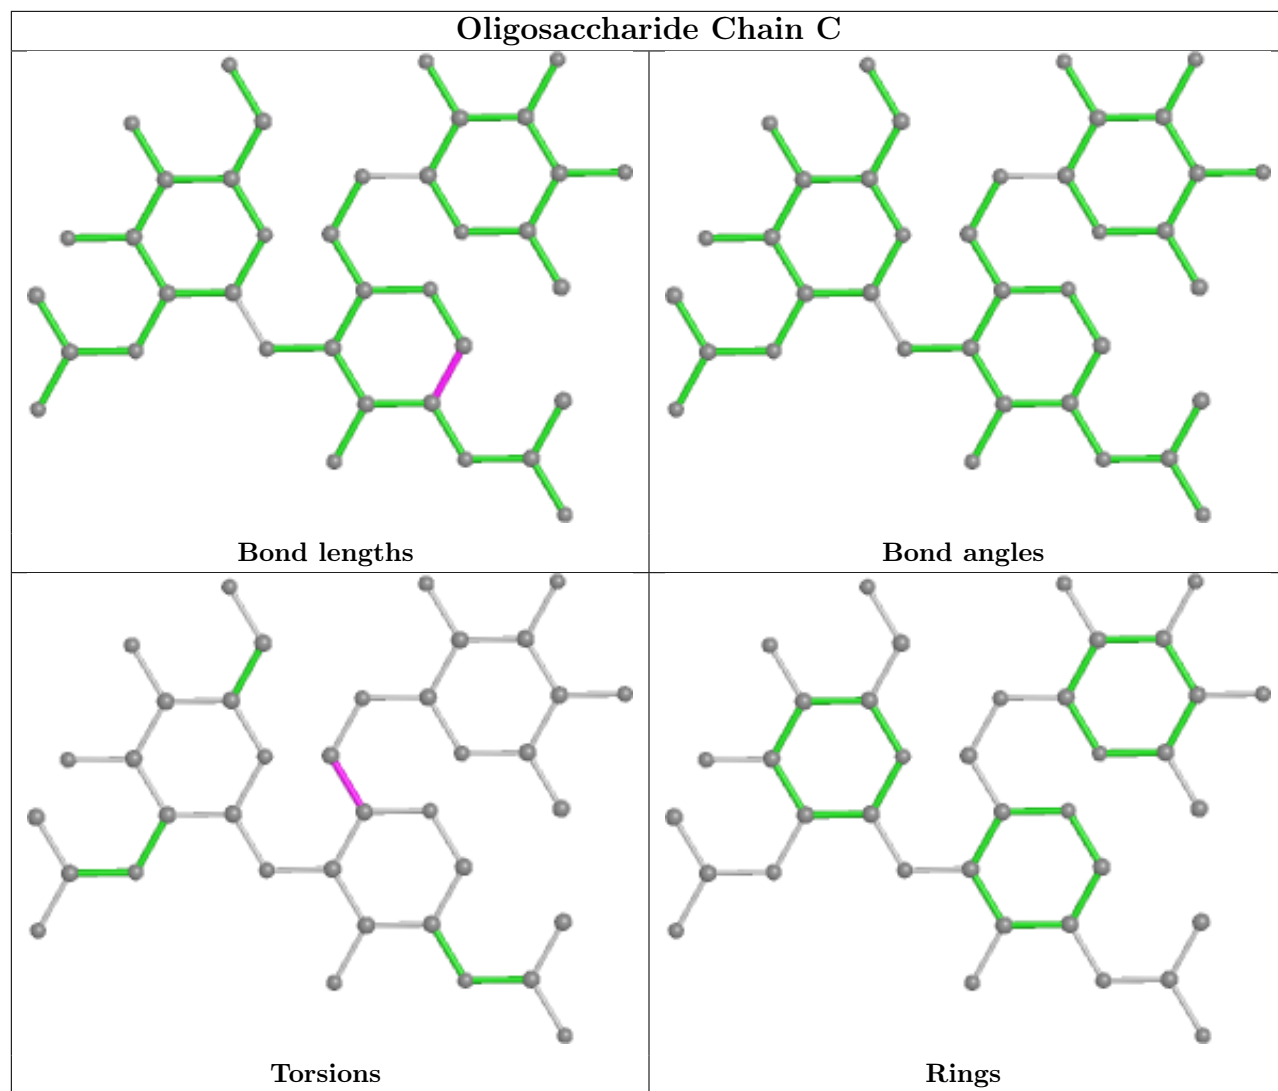 Oligosaccharide Chain C
Bond lengths
Bond angles
Torsions
Rings